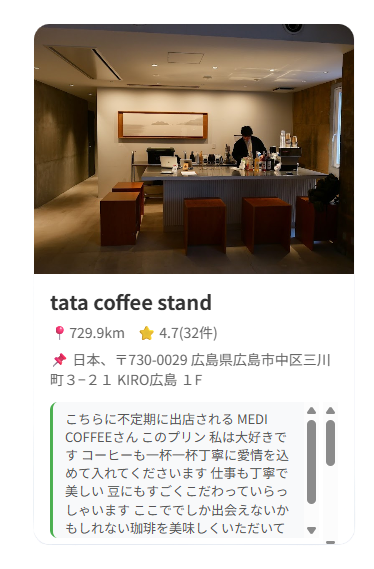 tata coffee stand
📍 729.9km ⭐ 4.7(32件)
📌 日本、〒730-0029 広島県広島市中区三川
町３−２１ KIRO広島 １F
こちらに不定期に出店される MEDI
COFFEEさん このプリン 私は大好きで
す コーヒーも一杯一杯丁寧に愛情を込
めて入れてくださいます 仕事も丁寧で
美しい 豆にもすごくこだわっていらっ
しゃいます ここでしか出会えないか
もしれない珈琲を美味しくいただいて